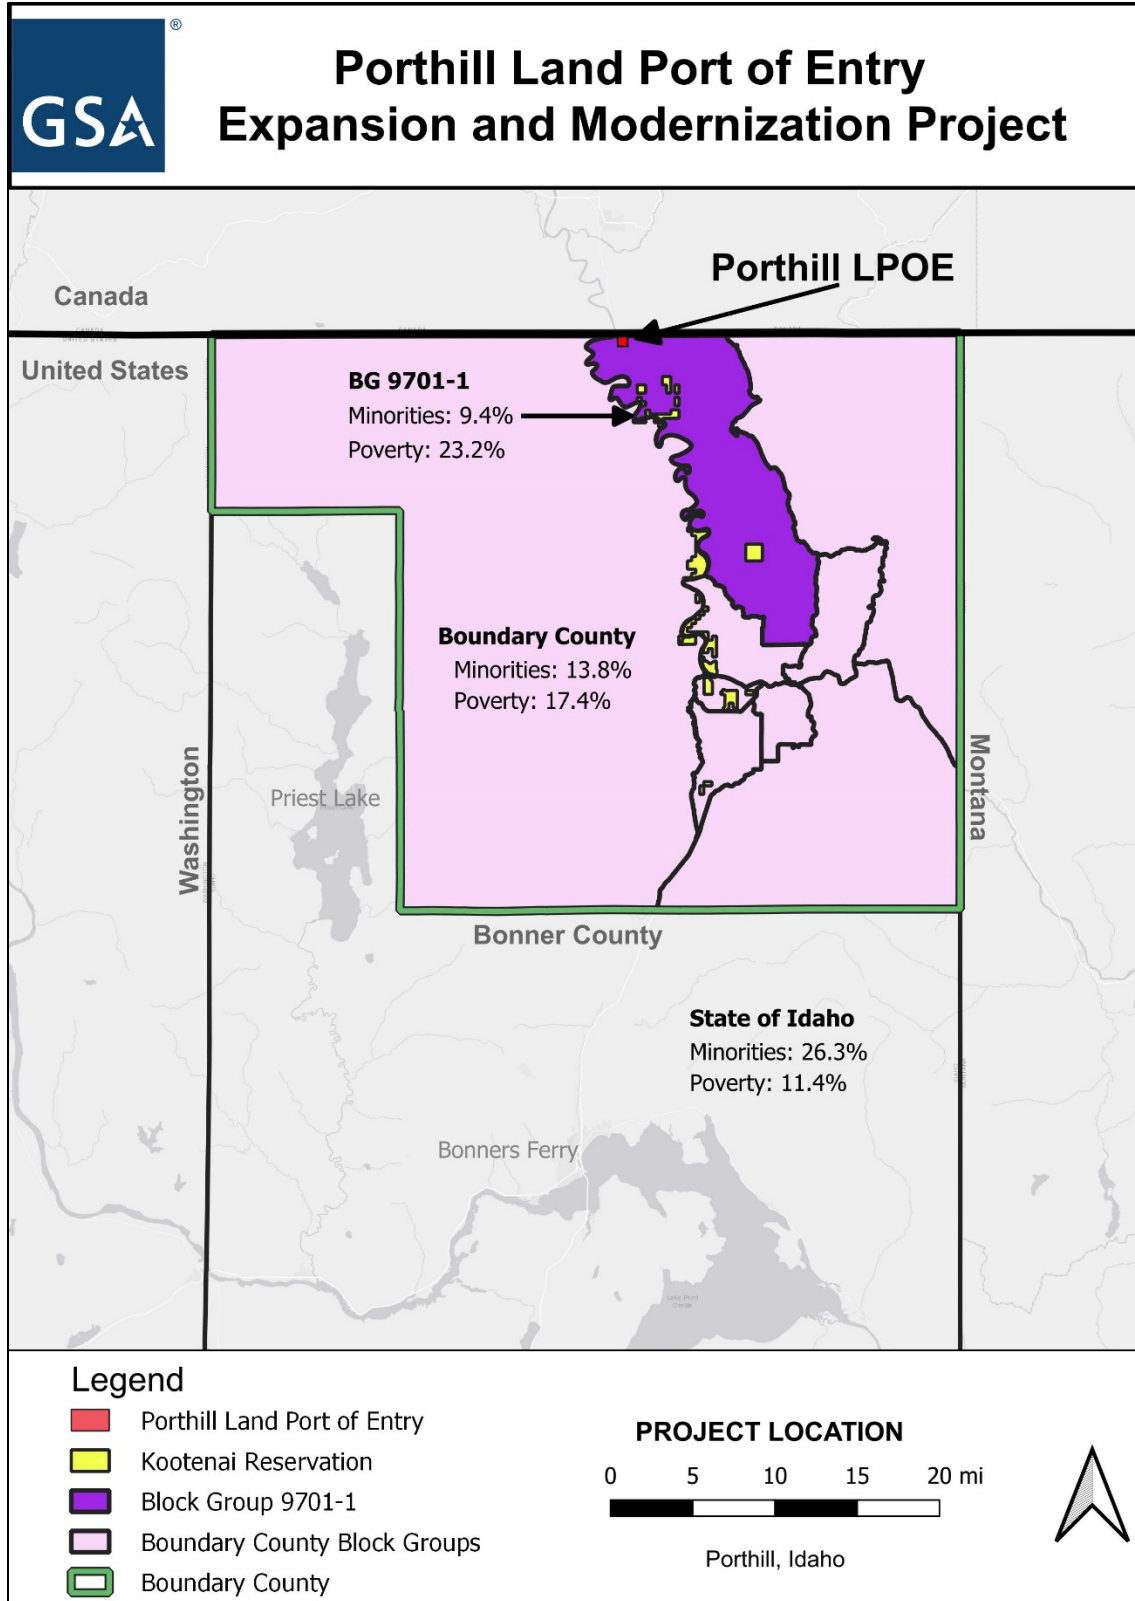 GSA
®
Porthill Land Port of Entry
Expansion and Modernization Project
Porthill LPOE
Canada
CANADA
UNITED STATES
United States
BG 9701-1
Minorities: 9.4%
Poverty: 23.2%
Boundary County
Minorities: 13.8%
Poverty: 17.4%
Washington
Montana
Priest Lake
Bonner County
State of Idaho
Minorities: 26.3%
Poverty: 11.4%
Bonners Ferry
Legend
Porthill Land Port of Entry
Kootenai Reservation
Block Group 9701-1
Boundary County Block Groups
Boundary County
PROJECT LOCATION
0 5 10 15 20 mi
Porthill, Idaho